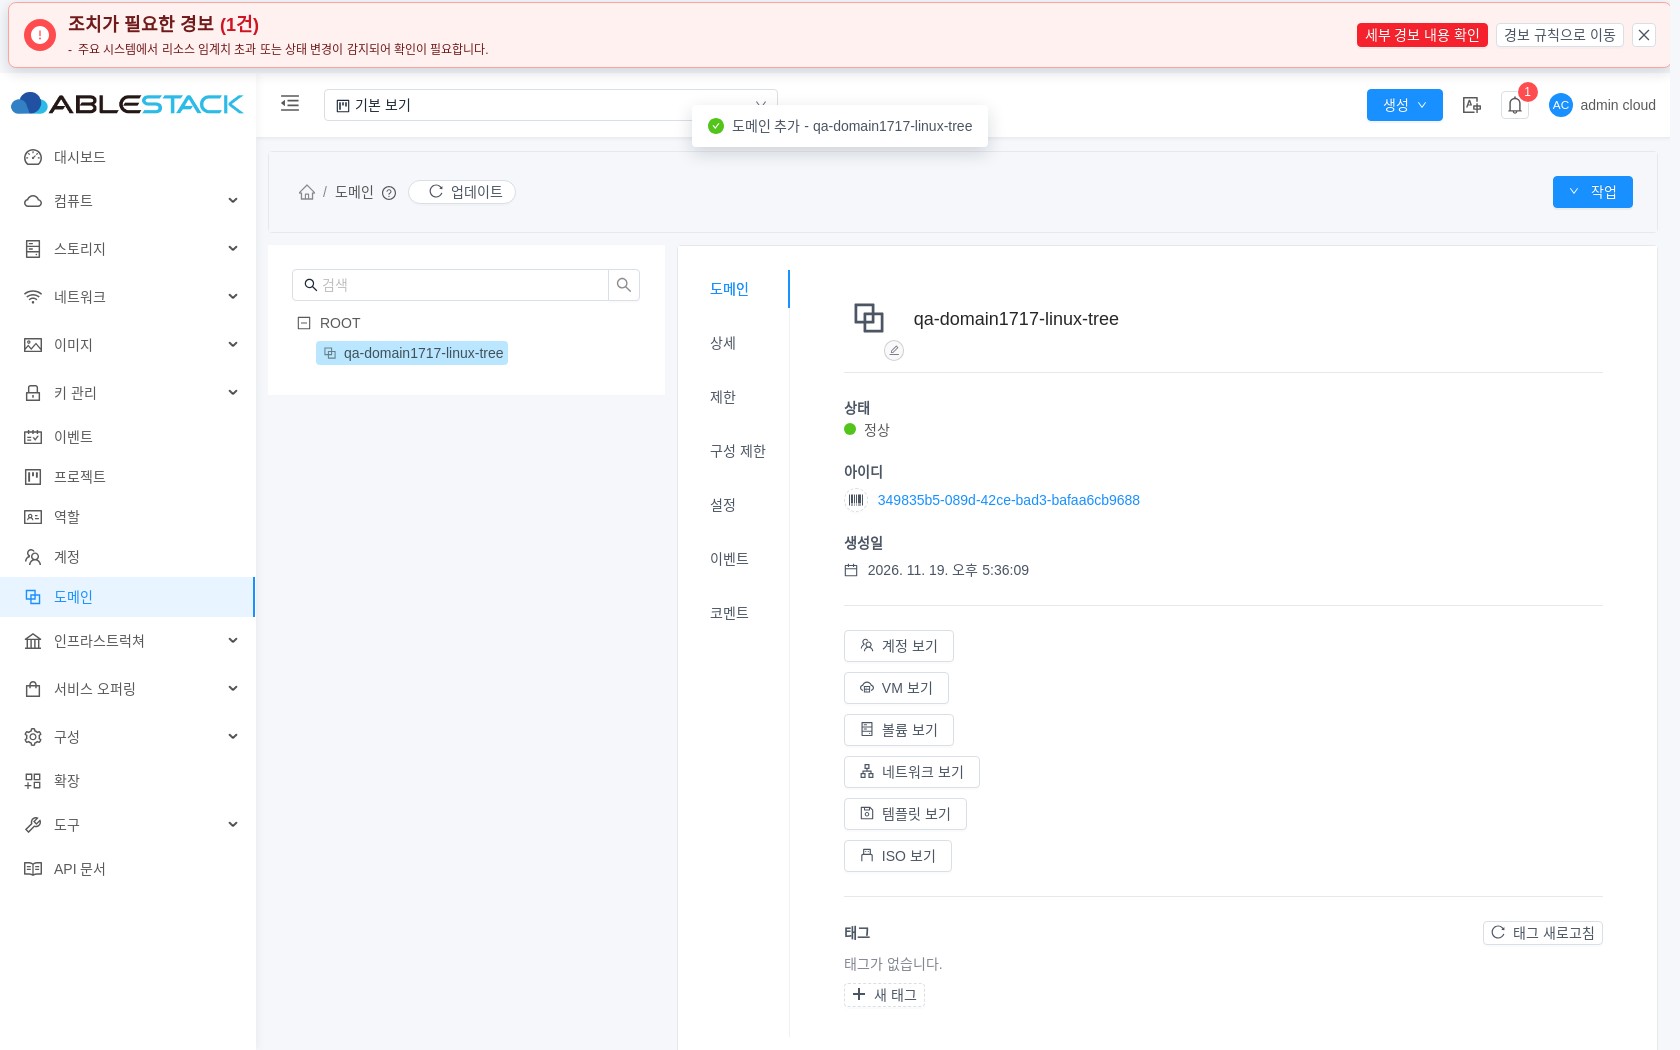 조치가 필요한 경보 (1건)
- 주요 시스템에서 리소스 임계치 초과 또는 상태 변경이 감지되어 확인이 필요합니다.
세부 경보 내용 확인
경보 규칙으로 이동
ABLESTACK
기본 보기
생성
1
AC
admin cloud
도메인 추가 - qa-domain1717-linux-tree
대시보드
컴퓨트
스토리지
네트워크
이미지
키 관리
이벤트
프로젝트
역할
계정
도메인
인프라스트럭쳐
서비스 오퍼링
구성
확장
도구
API 문서
/ 도메인
업데이트
작업
검색
ROOT
qa-domain1717-linux-tree
도메인
상세
제한
구성 제한
설정
이벤트
코멘트
qa-domain1717-linux-tree
상태
정상
아이디
349835b5-089d-42ce-bad3-bafaa6cb9688
생성일
2026. 11. 19. 오후 5:36:09
계정 보기
VM 보기
볼륨 보기
네트워크 보기
템플릿 보기
ISO 보기
태그
태그 새로고침
태그가 없습니다.
새 태그